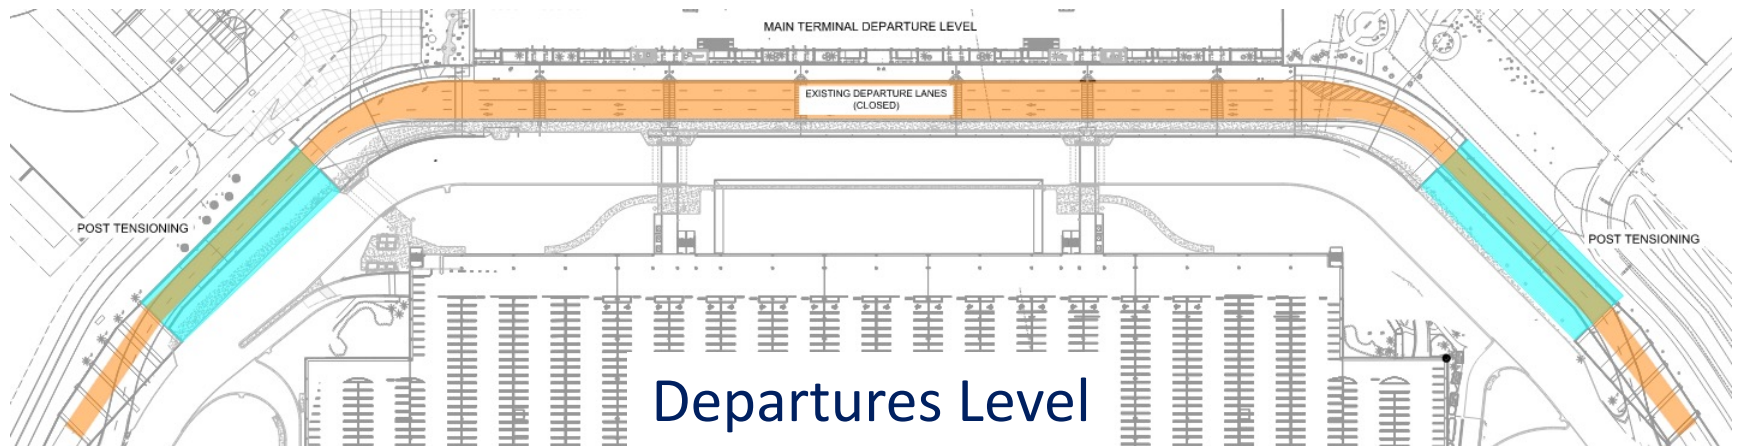 MAIN TERMINAL DEPARTURE LEVEL
EXISTING DEPARTURE LANES
(CLOSED)
POST TENSIONING
POST TENSIONING
Departures Level